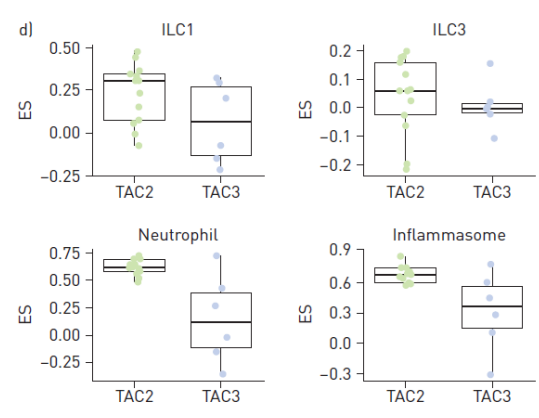 d) ILC1 ILC3
0.50 0.2
0.25 0.1
0.00 0.0
−0.1
−0.25 −0.2
ES ES
TAC2 TAC3 TAC2 TAC3
Neutrophil Inflammasome
0.75 0.9
0.50 0.6
0.25 0.3
0.00 0.0
−0.25 −0.3
ES ES
TAC2 TAC3 TAC2 TAC3